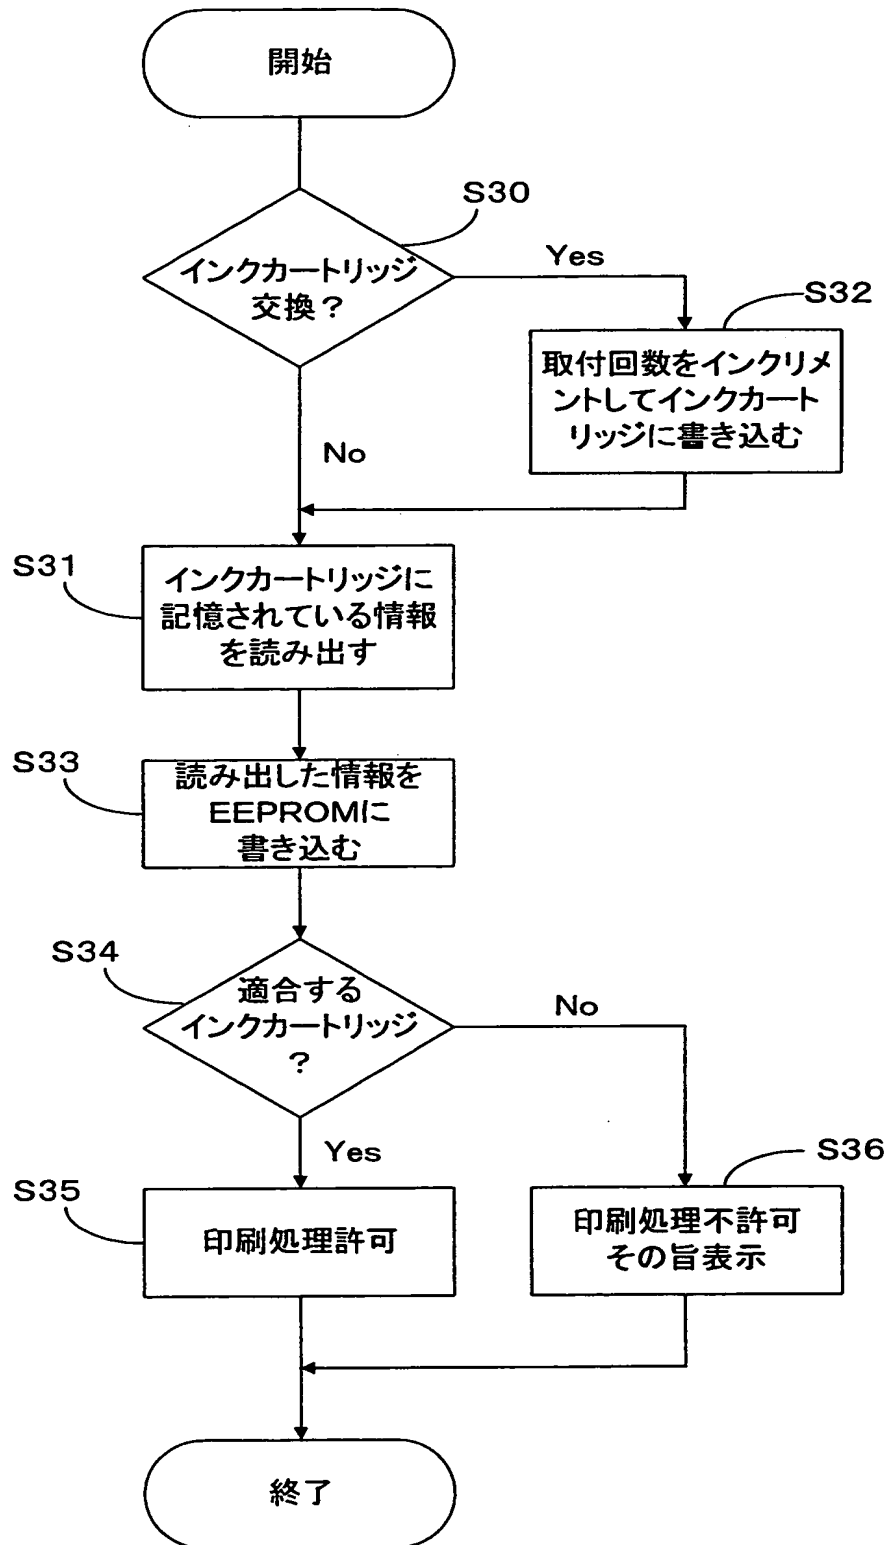 開始
S30
インクカートリッジ
交換？
Yes
S32
取付回数をインクリメ
ントしてインクカート
リッジに書き込む
No
S31
インクカートリッジに
記憶されている情報
を読み出す
S33
読み出した情報を
EEPROMに
書き込む
S34
適合する
インクカートリッジ
？
No
Yes
S35
印刷処理許可
S36
印刷処理不許可
その旨表示
終了